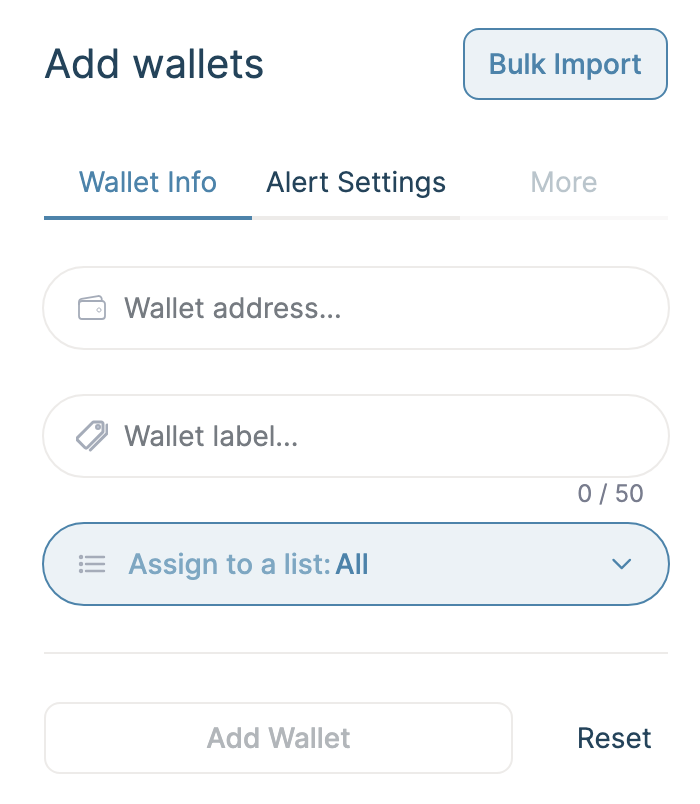 Add wallets
Bulk Import
Wallet Info
Alert Settings
More
Wallet address...
Wallet label...
0 / 50
Assign to a list: All
Add Wallet
Reset